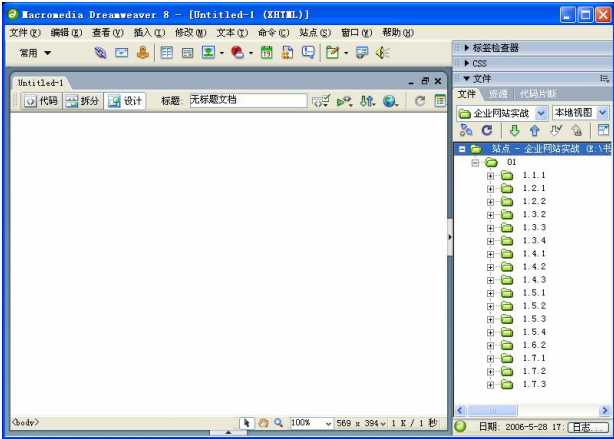 Macromedia Dreamweaver 8 - [Untitled-1 (XHTML)]
文件(F) 编辑(E) 查看(V) 插入(I) 修改(M) 文本(T) 命令(C) 站点(S) 窗口(W) 帮助(H)
常用
Untitled-1
代码 拆分 设计 标题: 无标题文档
<body>
100% 569 x 394 1 K / 1 秒
标签检查器
CSS
文件
文件 资源 代码片断
企业网站实战 本地视图
站点 - 企业网站实战 (E:\书
01
1.1.1
1.2.1
1.2.2
1.3.2
1.3.3
1.3.4
1.4.1
1.4.2
1.4.3
1.5.1
1.5.2
1.5.3
1.5.4
1.6.2
1.7.1
1.7.2
1.7.3
日期: 2006-5-28 17: 日志...